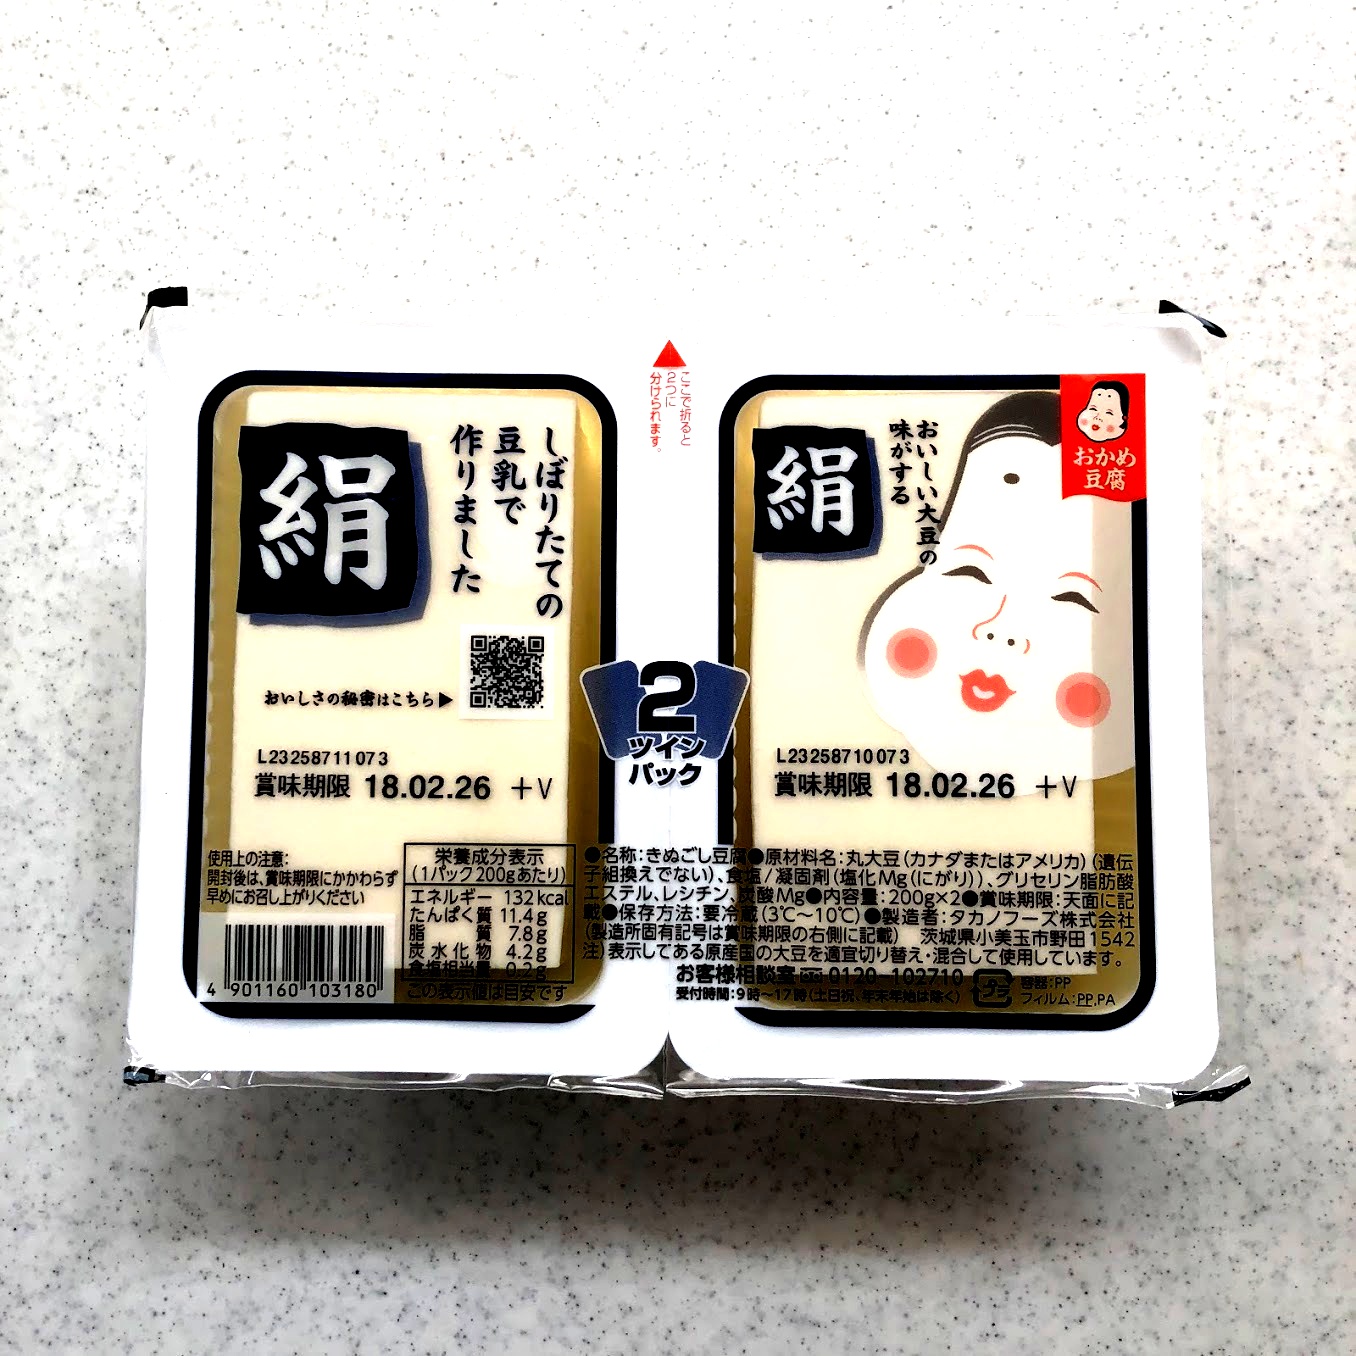 ここで折ると
2つに
分けられます。
絹
しぼりたての
豆乳で
作りました
おいしさの秘密はこちら▶
L23258711073
賞味期限 18.02.26 +V
使用上の注意:
開封後は、賞味期限にかかわらず
早めにお召し上がりください
4 901160 103180
栄養成分表示
(1パック200gあたり)
エネルギー 132kcal
たんぱく質 11.4g
脂質 7.8g
炭水化物 4.2g
食塩相当量 0.2g
この表示値は目安です
2
ツイン
パック
絹
おいしい大豆の
味がする
おかめ
豆腐
L23258710073
賞味期限 18.02.26 +V
●名称:きぬごし豆腐●原材料名:丸大豆(カナダまたはアメリカ)(遺伝
子組換えでない)、食塩/凝固剤(塩化Mg(にがり))、グリセリン脂肪酸
エステル、レシチン、炭酸Mg●内容量:200g×2●賞味期限:天面に記
載●保存方法:要冷蔵(3℃~10℃)●製造者:タカノフーズ株式会社
(製造所固有記号は賞味期限の右側に記載) 茨城県小美玉市野田1542
注)表示してある原産国の大豆を適宜切り替え・混合して使用しています。
お客様相談室 0120-102710
受付時間:9時~17時(土日祝、年末年始は除く)
プラ
容器:PP
フィルム:PP,PA